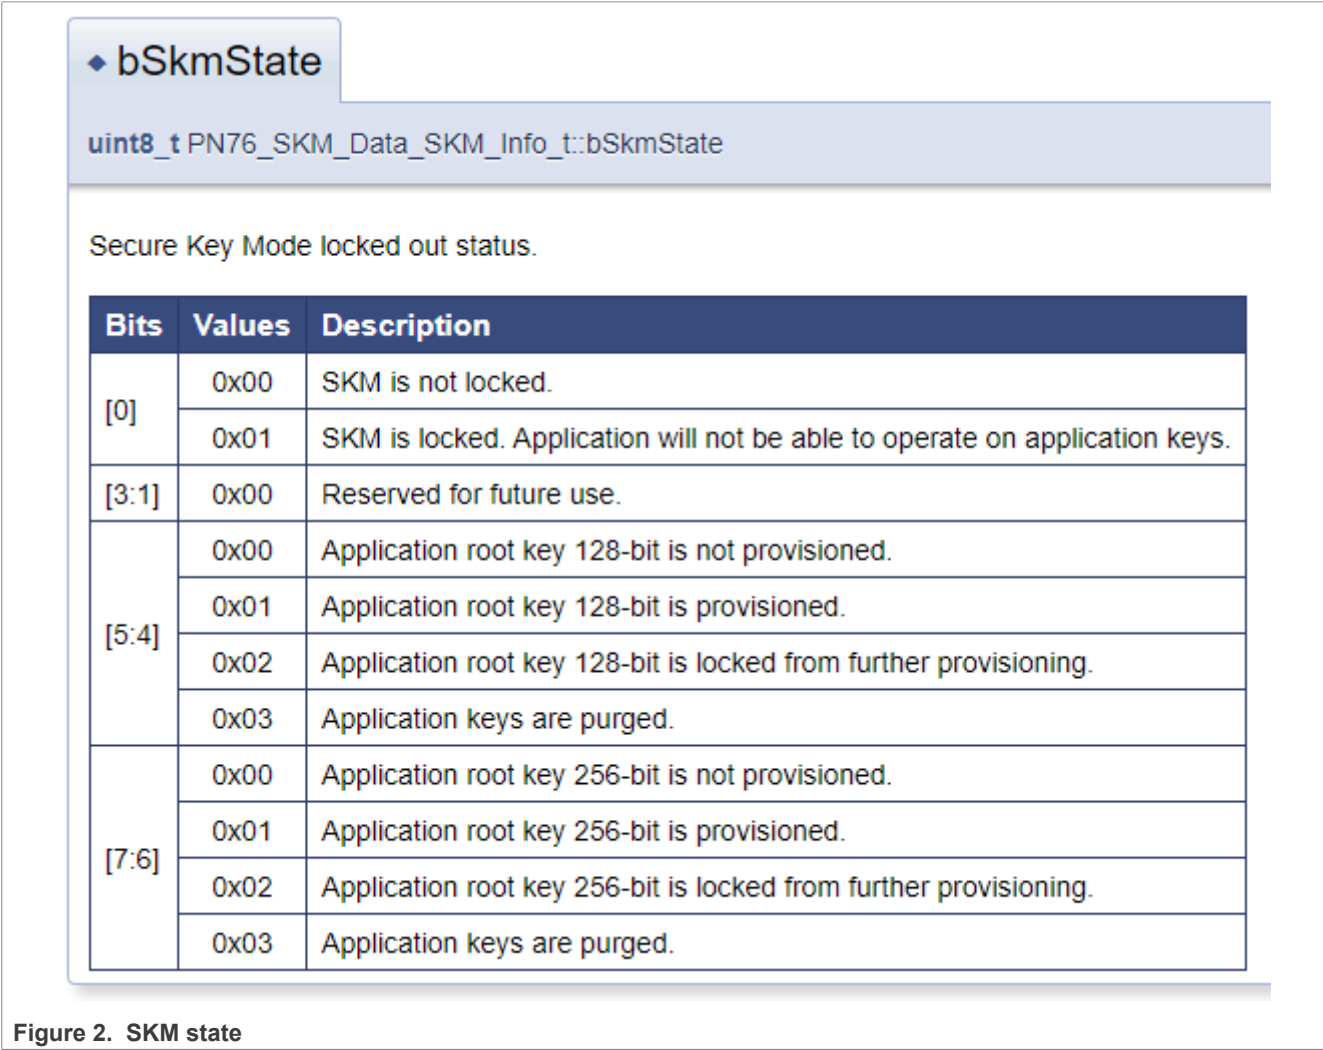 ◆ bSkmState
uint8_t PN76_SKM_Data_SKM_Info_t::bSkmState
Secure Key Mode locked out status.
Bits Values Description
[0] 0x00 SKM is not locked.
0x01 SKM is locked. Application will not be able to operate on application keys.
[3:1] 0x00 Reserved for future use.
[5:4] 0x00 Application root key 128-bit is not provisioned.
0x01 Application root key 128-bit is provisioned.
0x02 Application root key 128-bit is locked from further provisioning.
0x03 Application keys are purged.
[7:6] 0x00 Application root key 256-bit is not provisioned.
0x01 Application root key 256-bit is provisioned.
0x02 Application root key 256-bit is locked from further provisioning.
0x03 Application keys are purged.
Figure 2. SKM state